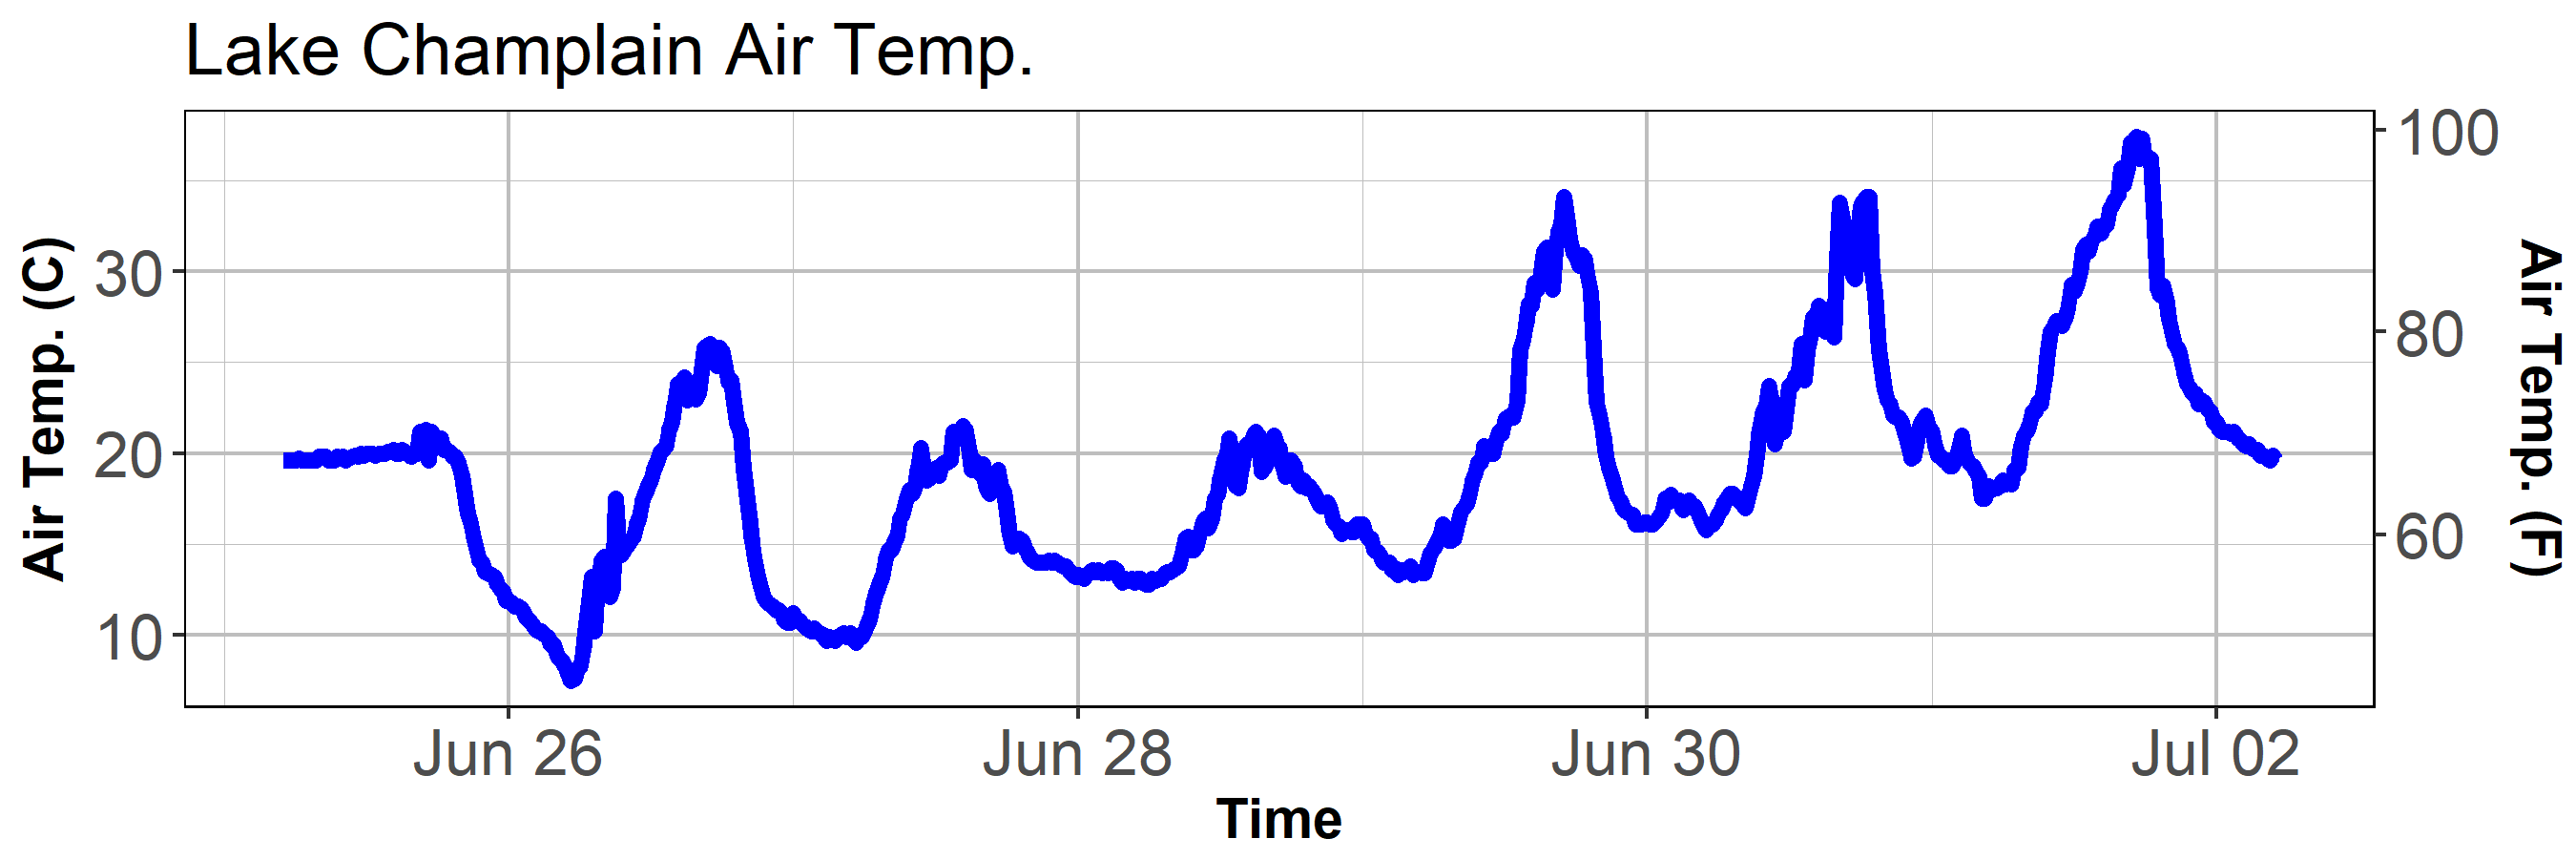 Lake Champlain Air Temp.
Air Temp. (C)
30
20
10
100
80
60
Air Temp. (F)
Jun 26
Jun 28
Jun 30
Jul 02
Time